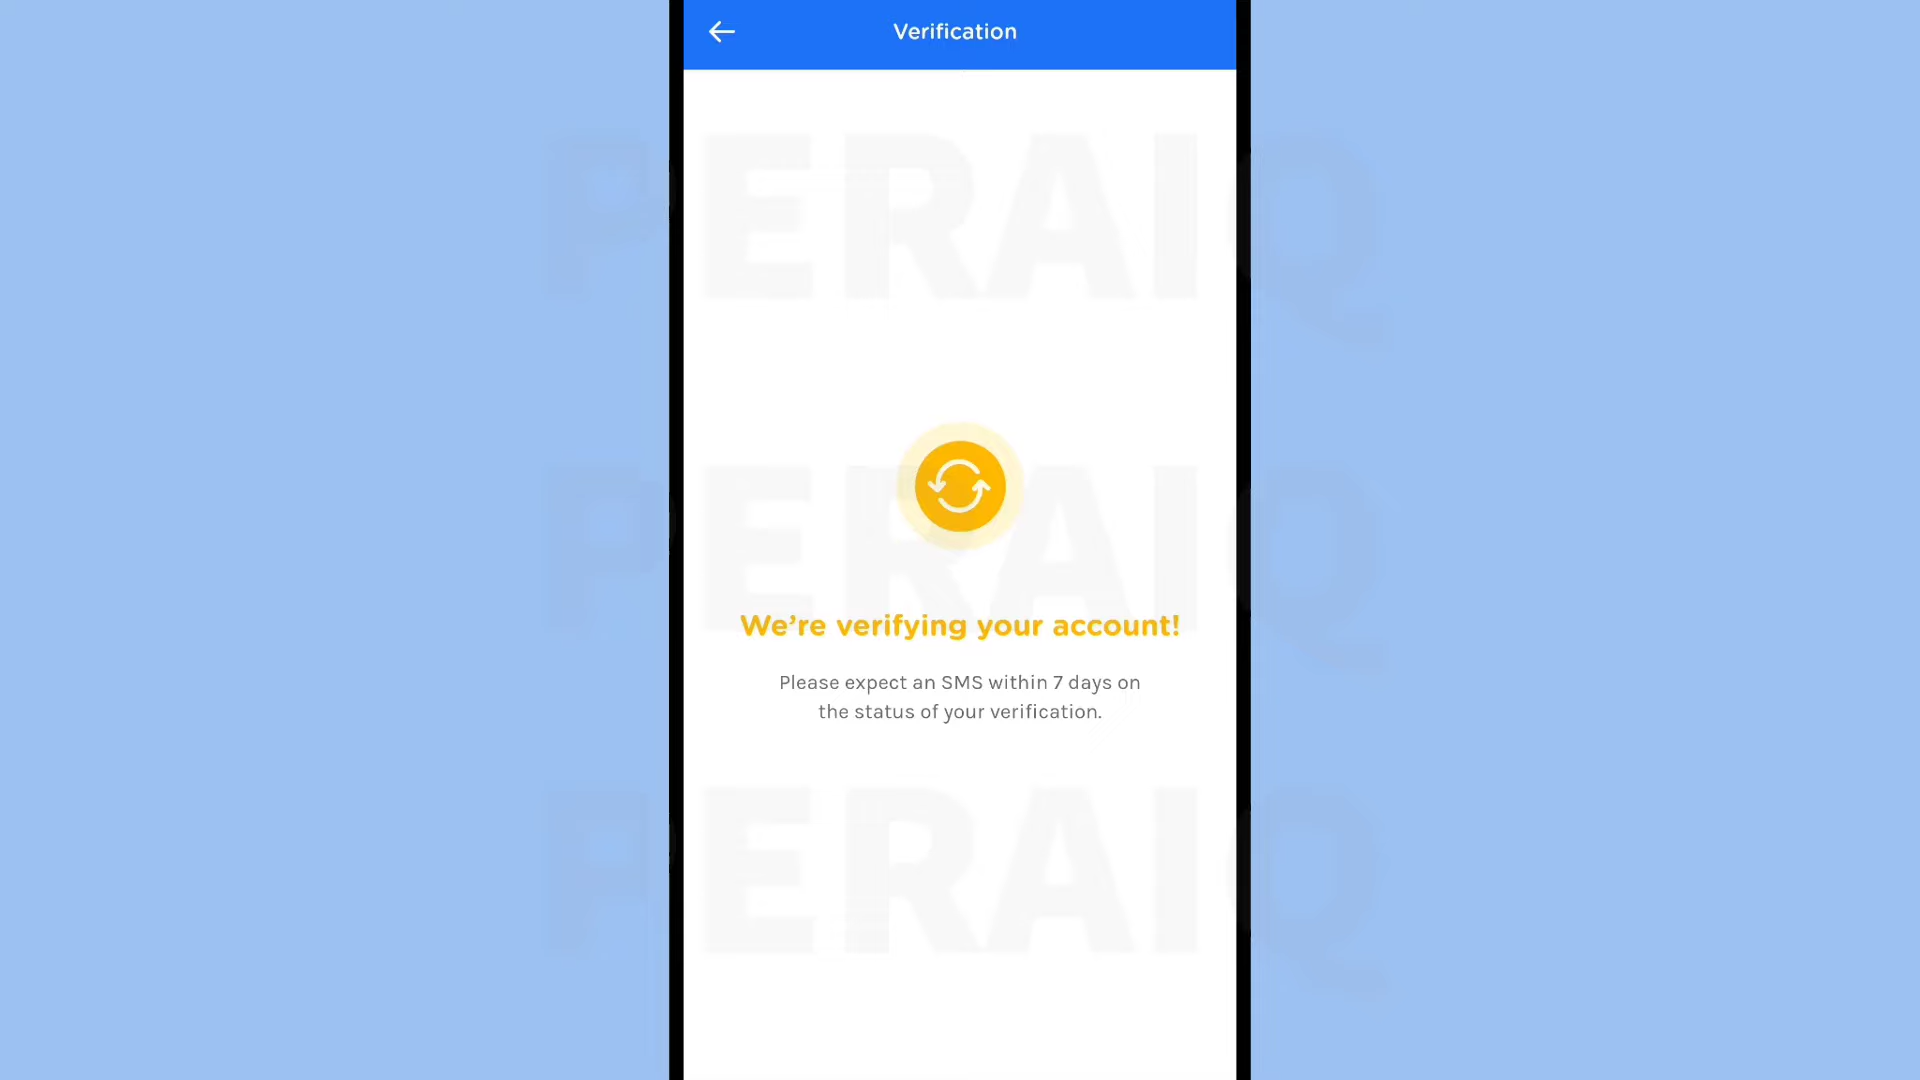 Verification
PERAIQ
PERAIQ
We're verifying your account!
Please expect an SMS within 7 days on
the status of your verification.
PERAIQ